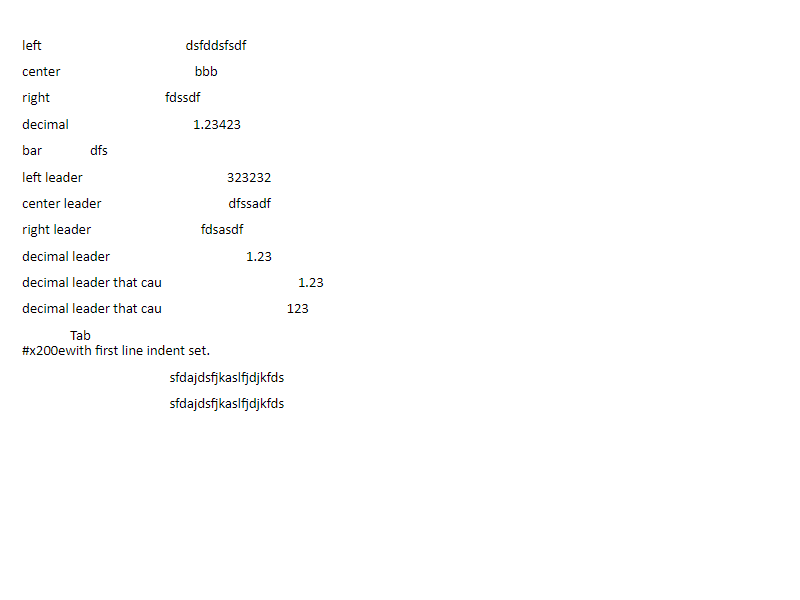 left dsfddsfsdf
center bbb
right fdssdf
decimal 1.23423
bar dfs
left leader 323232
center leader dfssadf
right leader fdsasdf
decimal leader 1.23
decimal leader that cau 1.23
decimal leader that cau 123
Tab
#x200ewith first line indent set.
sfdajdsfjkaslfjdjkfds
sfdajdsfjkaslfjdjkfds